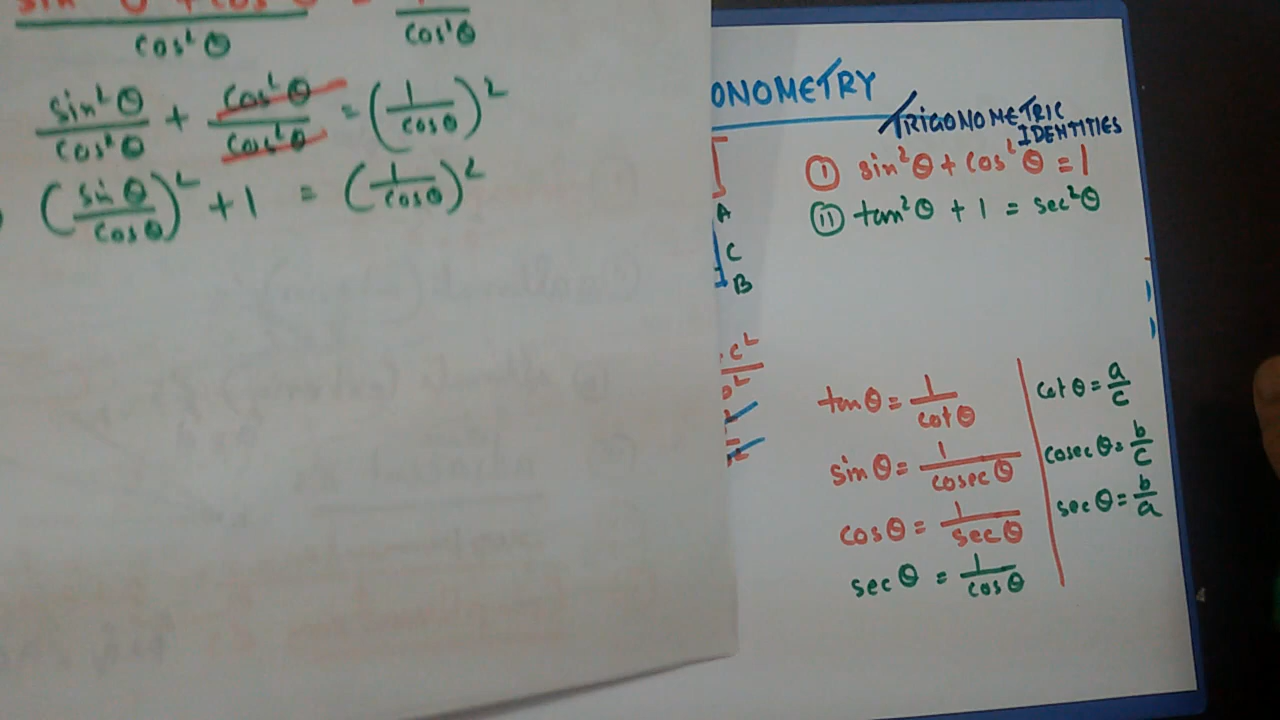 cos²θ cos²θ
sin²θ/cos²θ + cos²θ/cos²θ = (1/cosθ)²
(sinθ/cosθ)² + 1 = (1/cosθ)²
ONOMETRY
TRIGONOMETRIC
IDENTITIES
(I) sin²θ + cos²θ = 1
(II) tan²θ + 1 = sec²θ
A
C
B
c²
tanθ = 1/cotθ
sinθ = 1/cosecθ
cosθ = 1/secθ
secθ = 1/cosθ
cotθ = a/c
cosecθ = b/c
secθ = b/a